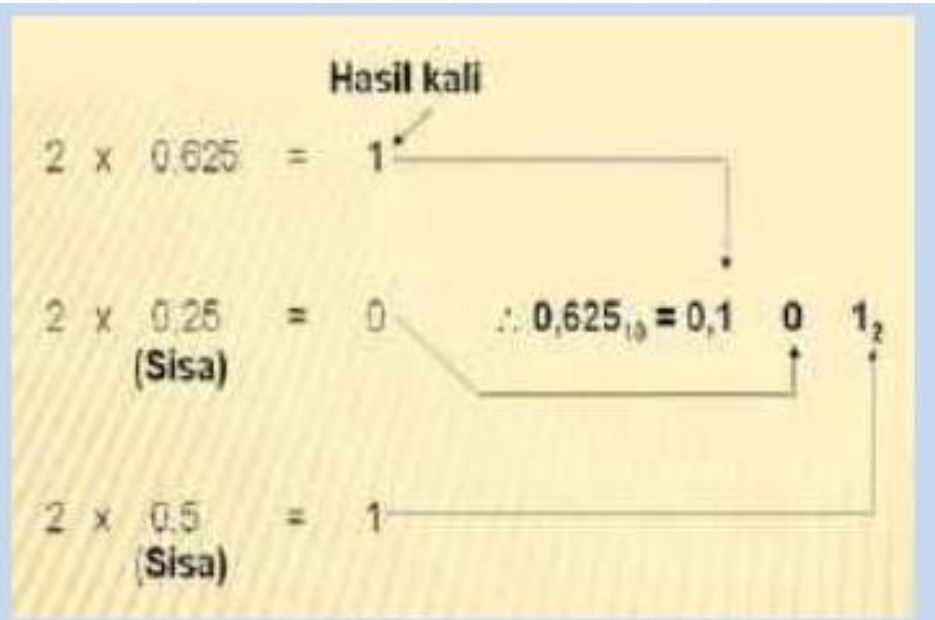 Hasil kali
2 x 0.625 = 1
2 x 0.25 = 0 ∴ 0,625₁₀ = 0,1 0 1₂
(Sisa)
2 x 0.5 = 1
(Sisa)